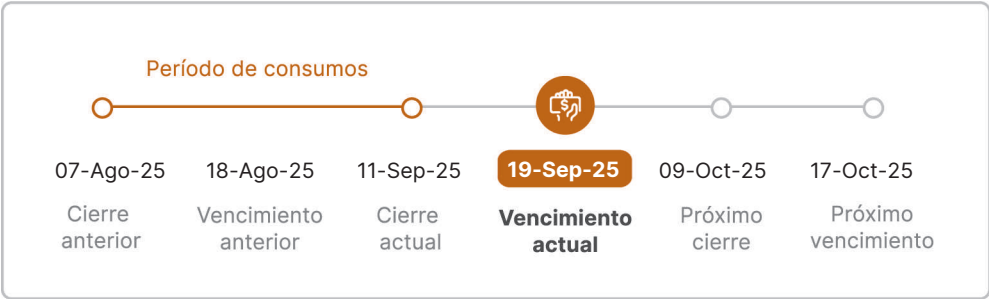 Período de consumos
$
07-Ago-25 18-Ago-25 11-Sep-25 19-Sep-25 09-Oct-25 17-Oct-25
Cierre Vencimiento Cierre Vencimiento Próximo Próximo
anterior anterior actual actual cierre vencimiento